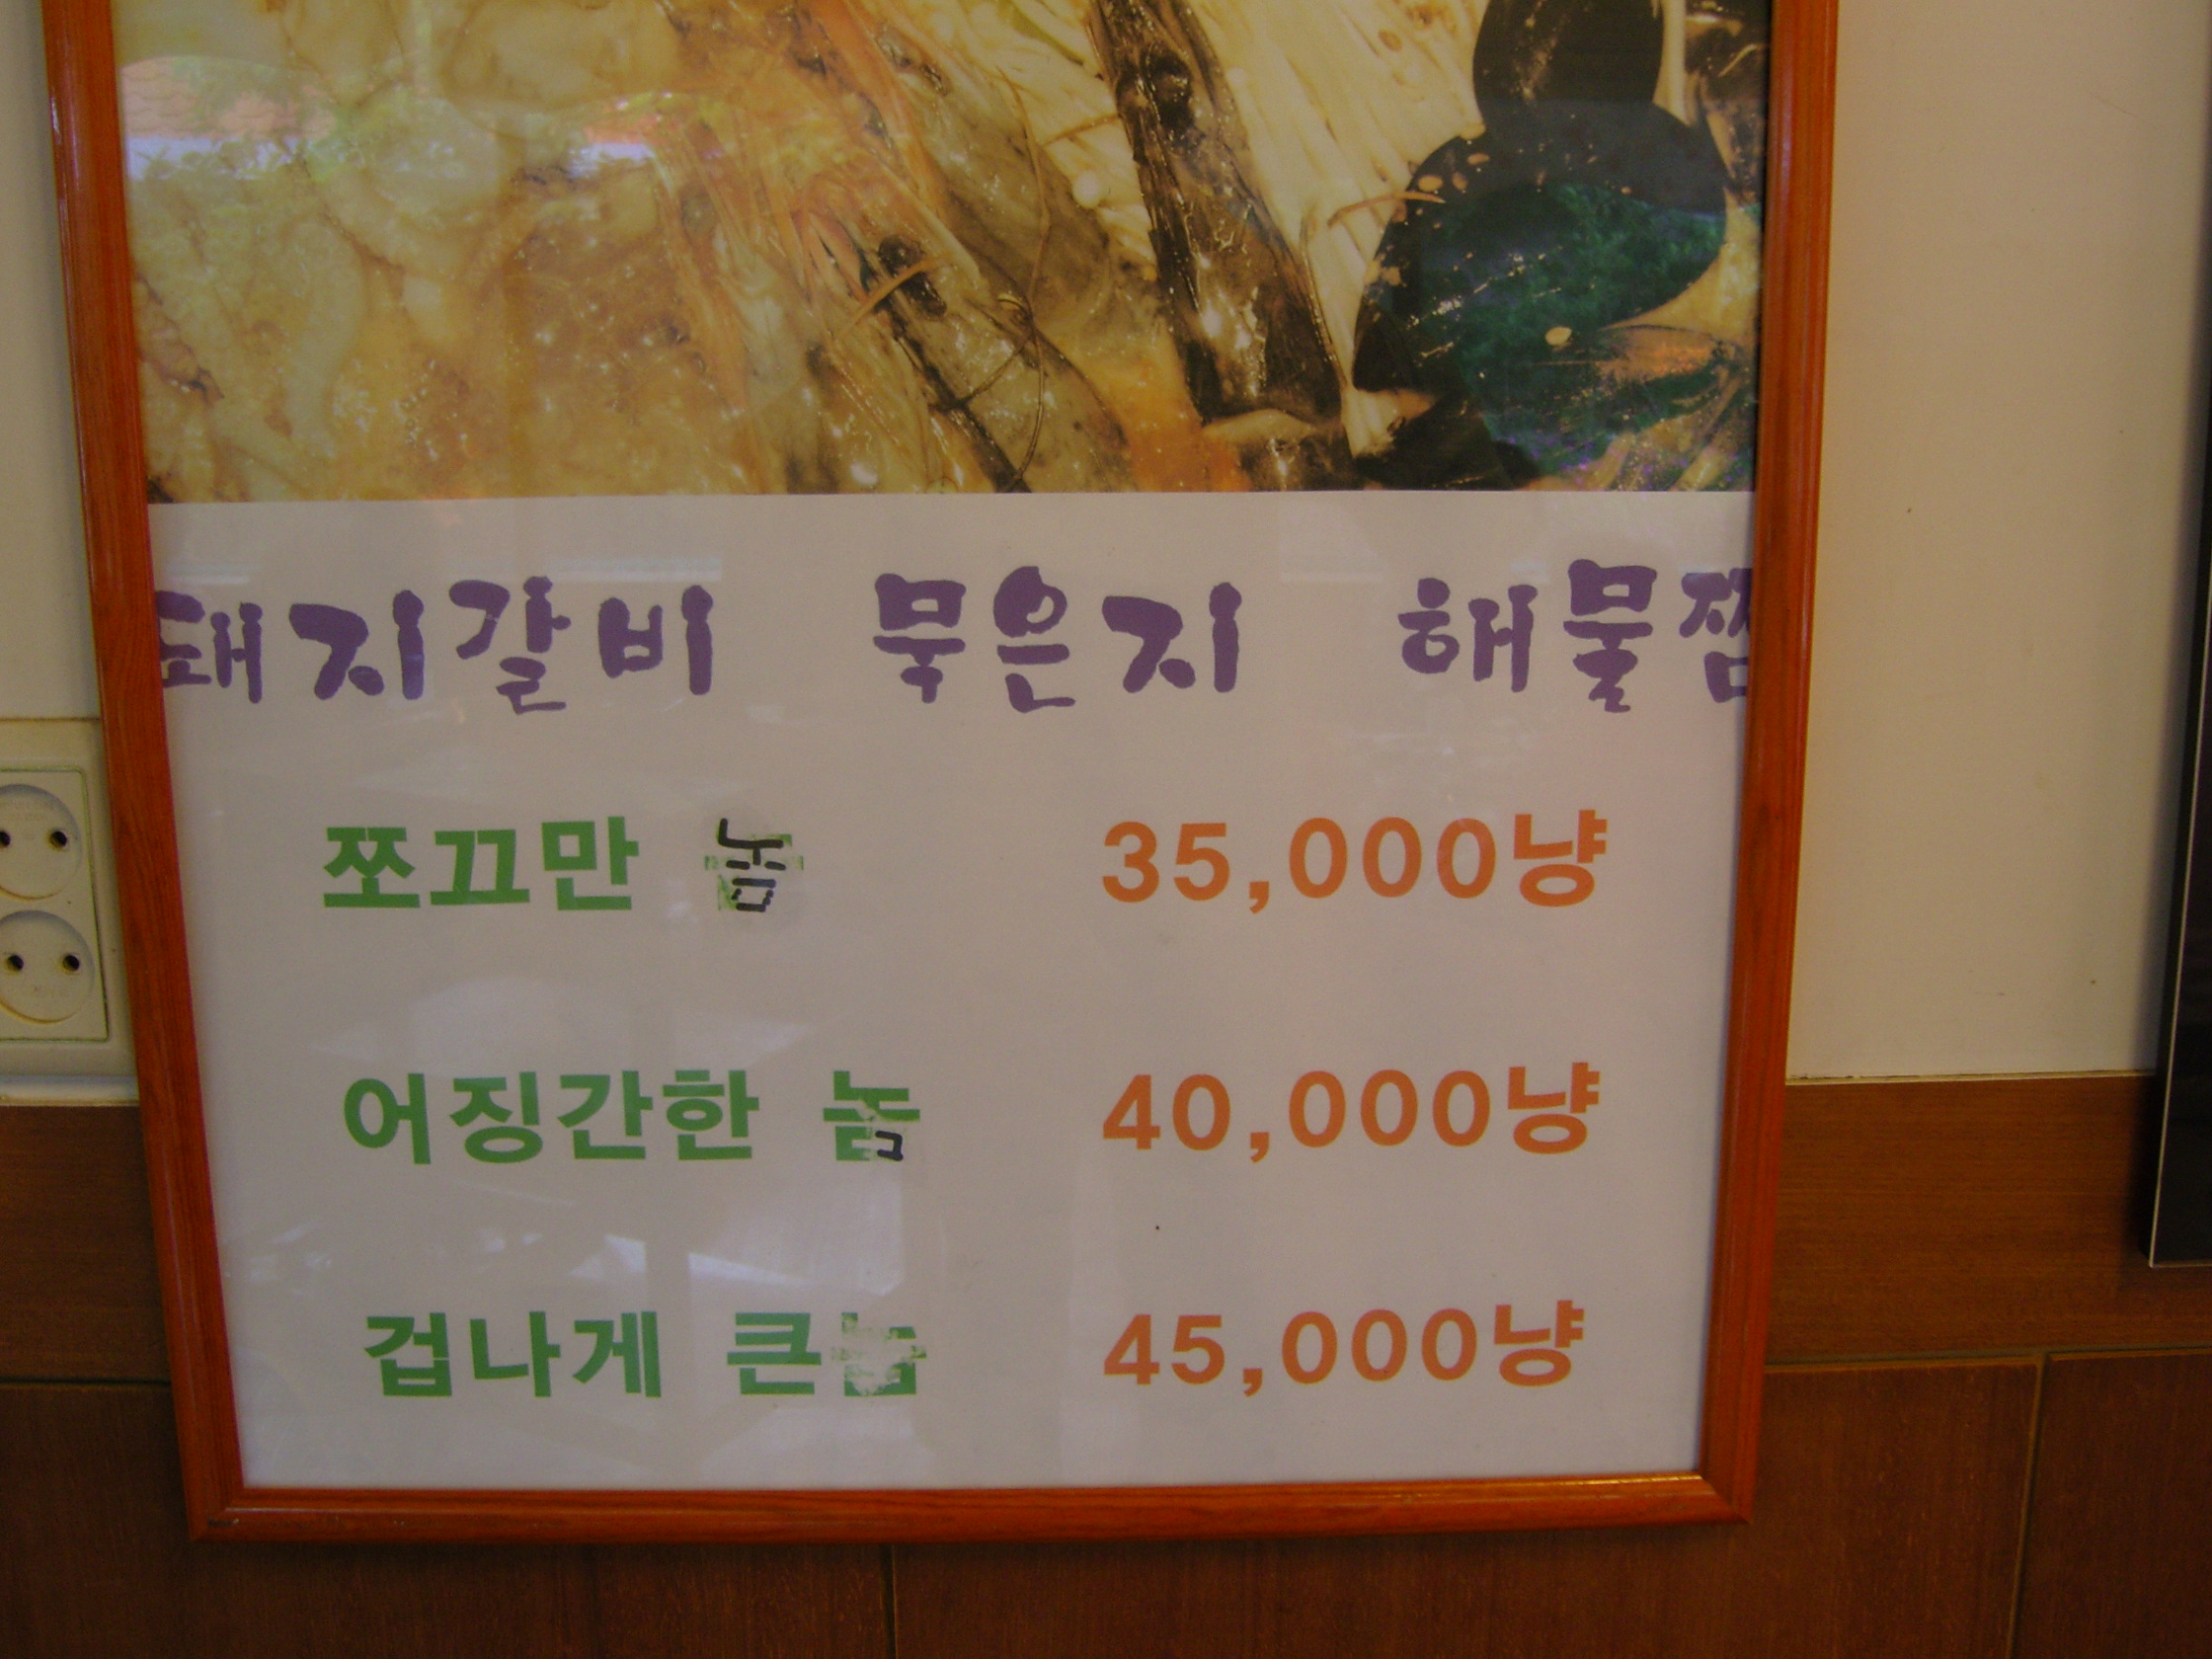 돼지갈비 묵은지 해물찜
쪼끄만 놈
35,000냥
어징간한 놈
40,000냥
겁나게 큰놈
45,000냥